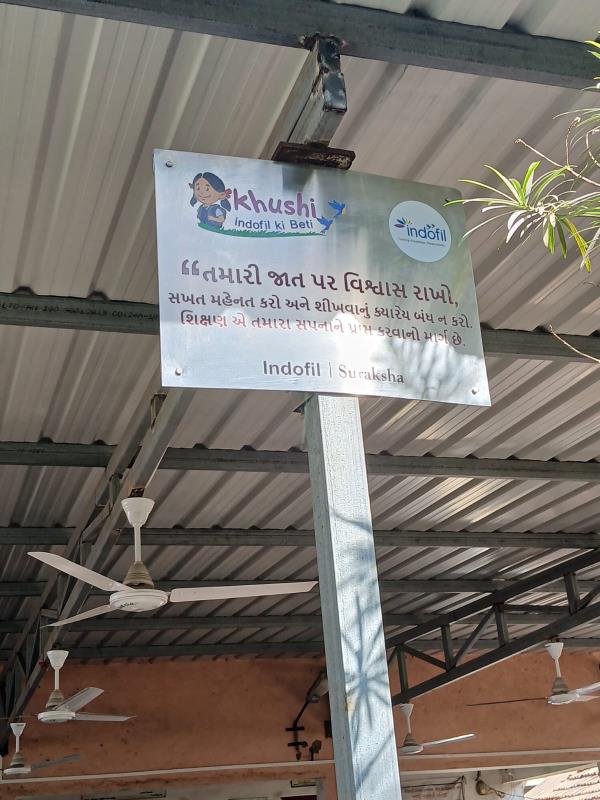 khushi
indofil ki Beti
indofil
"તમારી જાત પર વિશ્વાસ રાખો,
સખત મહેનત કરો અને શીખવાનું ક્યારેય બંધ ન કરો.
શિક્ષણ એ તમારા સપનાને પ્રાપ્ત કરવાનો માર્ગ છે.
Indofil | Suraksha